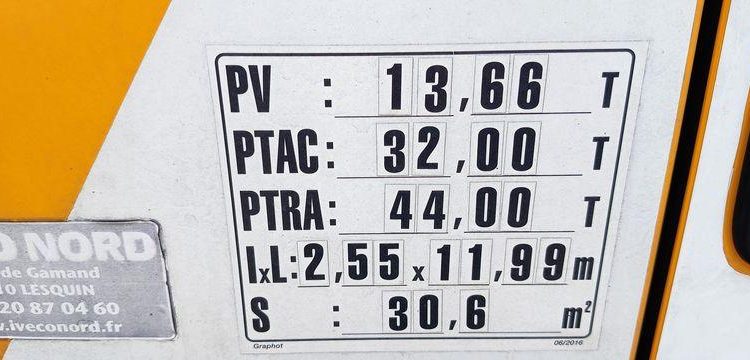 PV : 13,66 T
PTAC: 32,00 T
PTRA: 44,00 T
IxL: 2,55 x 11,99 m
S : 30,6 m²
Graphot 06/2016
NORD
de Gamand
LESQUIN
20 87 04 60
.iveconord.fr